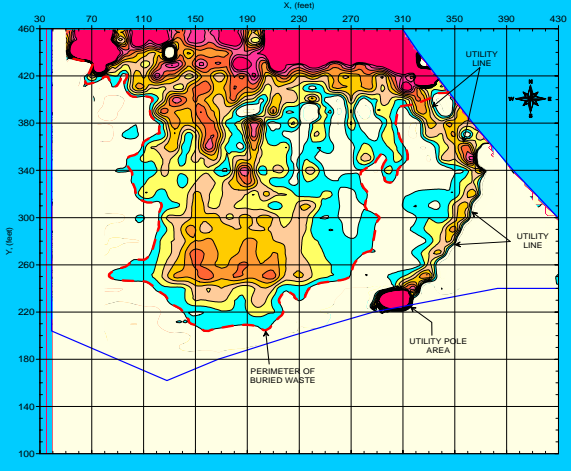 X, (feet)
30 70 110 150 190 230 270 310 350 390 430
460
420
380
340
300
260
220
180
140
100
Y, (feet)
UTILITY
LINE
N
W E
S
UTILITY
LINE
UTILITY POLE
AREA
PERIMETER OF
BURIED WASTE